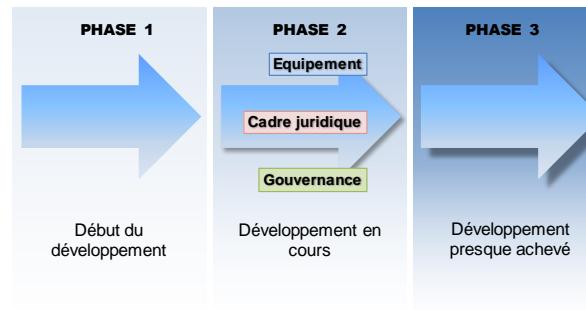 PHASE 1
Début du
développement
PHASE 2
Equipement
Cadre juridique
Gouvernance
Développement en
cours
PHASE 3
Développement
presque achevé